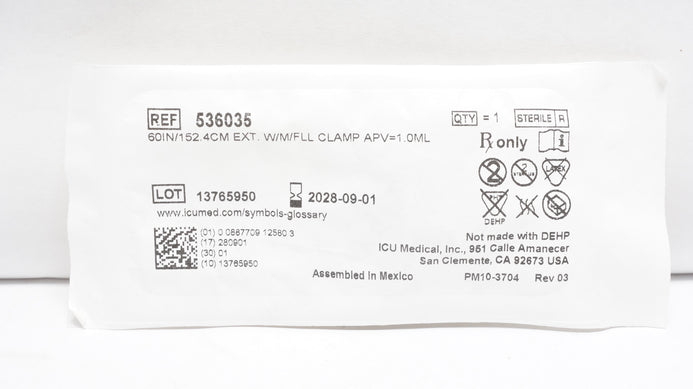 REF 536035 QTY = 1 STERILE R
60IN/152.4CM EXT. W/M/FLL CLAMP APV=1.0ML
Rx only
LOT 13765950 2028-09-01
www.icumed.com/symbols-glossary
LATEX
DEHP
(01) 0 0887709 12560 3
(17) 280901
(30) 01
(10) 13765950
Not made with DEHP
ICU Medical, Inc., 951 Calle Amanecer
San Clemente, CA 92673 USA
Assembled in Mexico PM10-3704 Rev 03